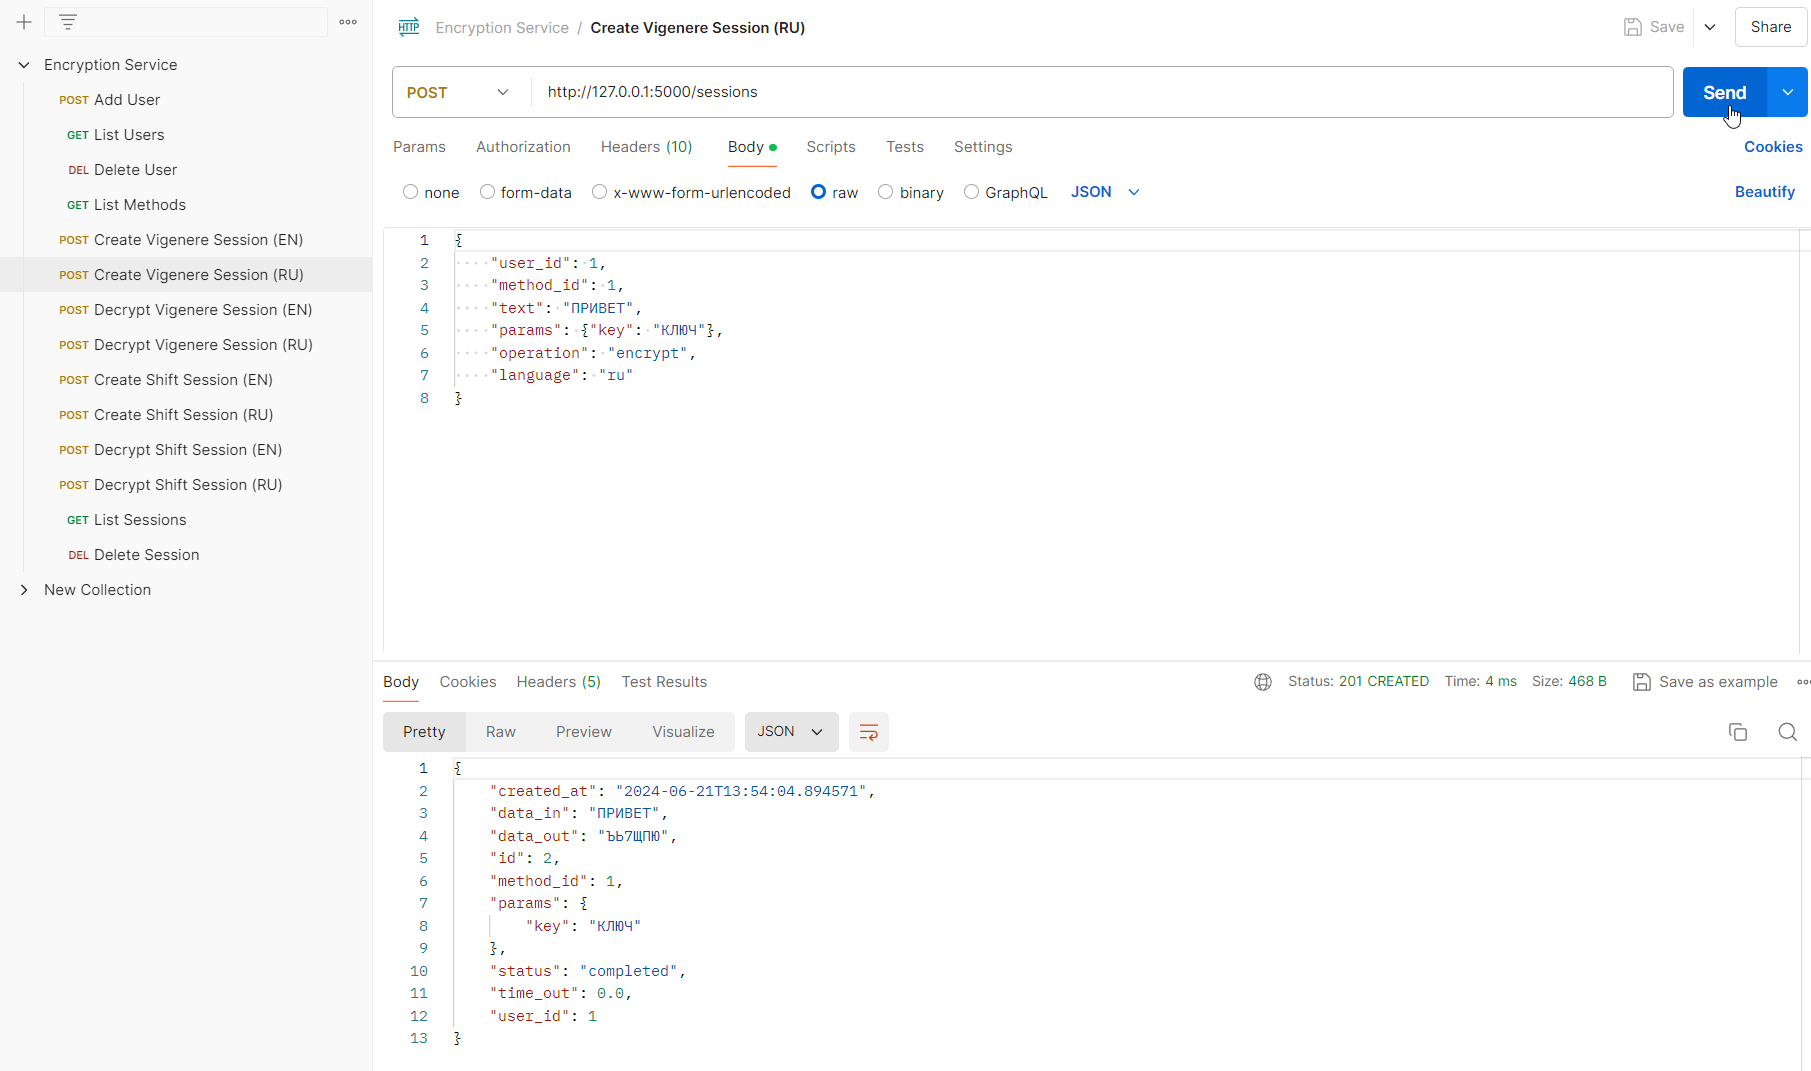 Encryption Service
POST Add User
GET List Users
DEL Delete User
GET List Methods
POST Create Vigenere Session (EN)
POST Create Vigenere Session (RU)
POST Decrypt Vigenere Session (EN)
POST Decrypt Vigenere Session (RU)
POST Create Shift Session (EN)
POST Create Shift Session (RU)
POST Decrypt Shift Session (EN)
POST Decrypt Shift Session (RU)
GET List Sessions
DEL Delete Session
New Collection
HTTP Encryption Service / Create Vigenere Session (RU)
Save Share
POST http://127.0.0.1:5000/sessions Send
Params Authorization Headers (10) Body Scripts Tests Settings Cookies
none form-data x-www-form-urlencoded raw binary GraphQL JSON Beautify
1 {
2 "user_id": 1,
3 "method_id": 1,
4 "text": "ПРИВЕТ",
5 "params": {"key": "КЛЮЧ"},
6 "operation": "encrypt",
7 "language": "ru"
8 }
Body Cookies Headers (5) Test Results Status: 201 CREATED Time: 4 ms Size: 468 B Save as example
Pretty Raw Preview Visualize JSON
1 {
2 "created_at": "2024-06-21T13:54:04.894571",
3 "data_in": "ПРИВЕТ",
4 "data_out": "ЪЬ7ЩПЮ",
5 "id": 2,
6 "method_id": 1,
7 "params": {
8 "key": "КЛЮЧ"
9 },
10 "status": "completed",
11 "time_out": 0.0,
12 "user_id": 1
13 }